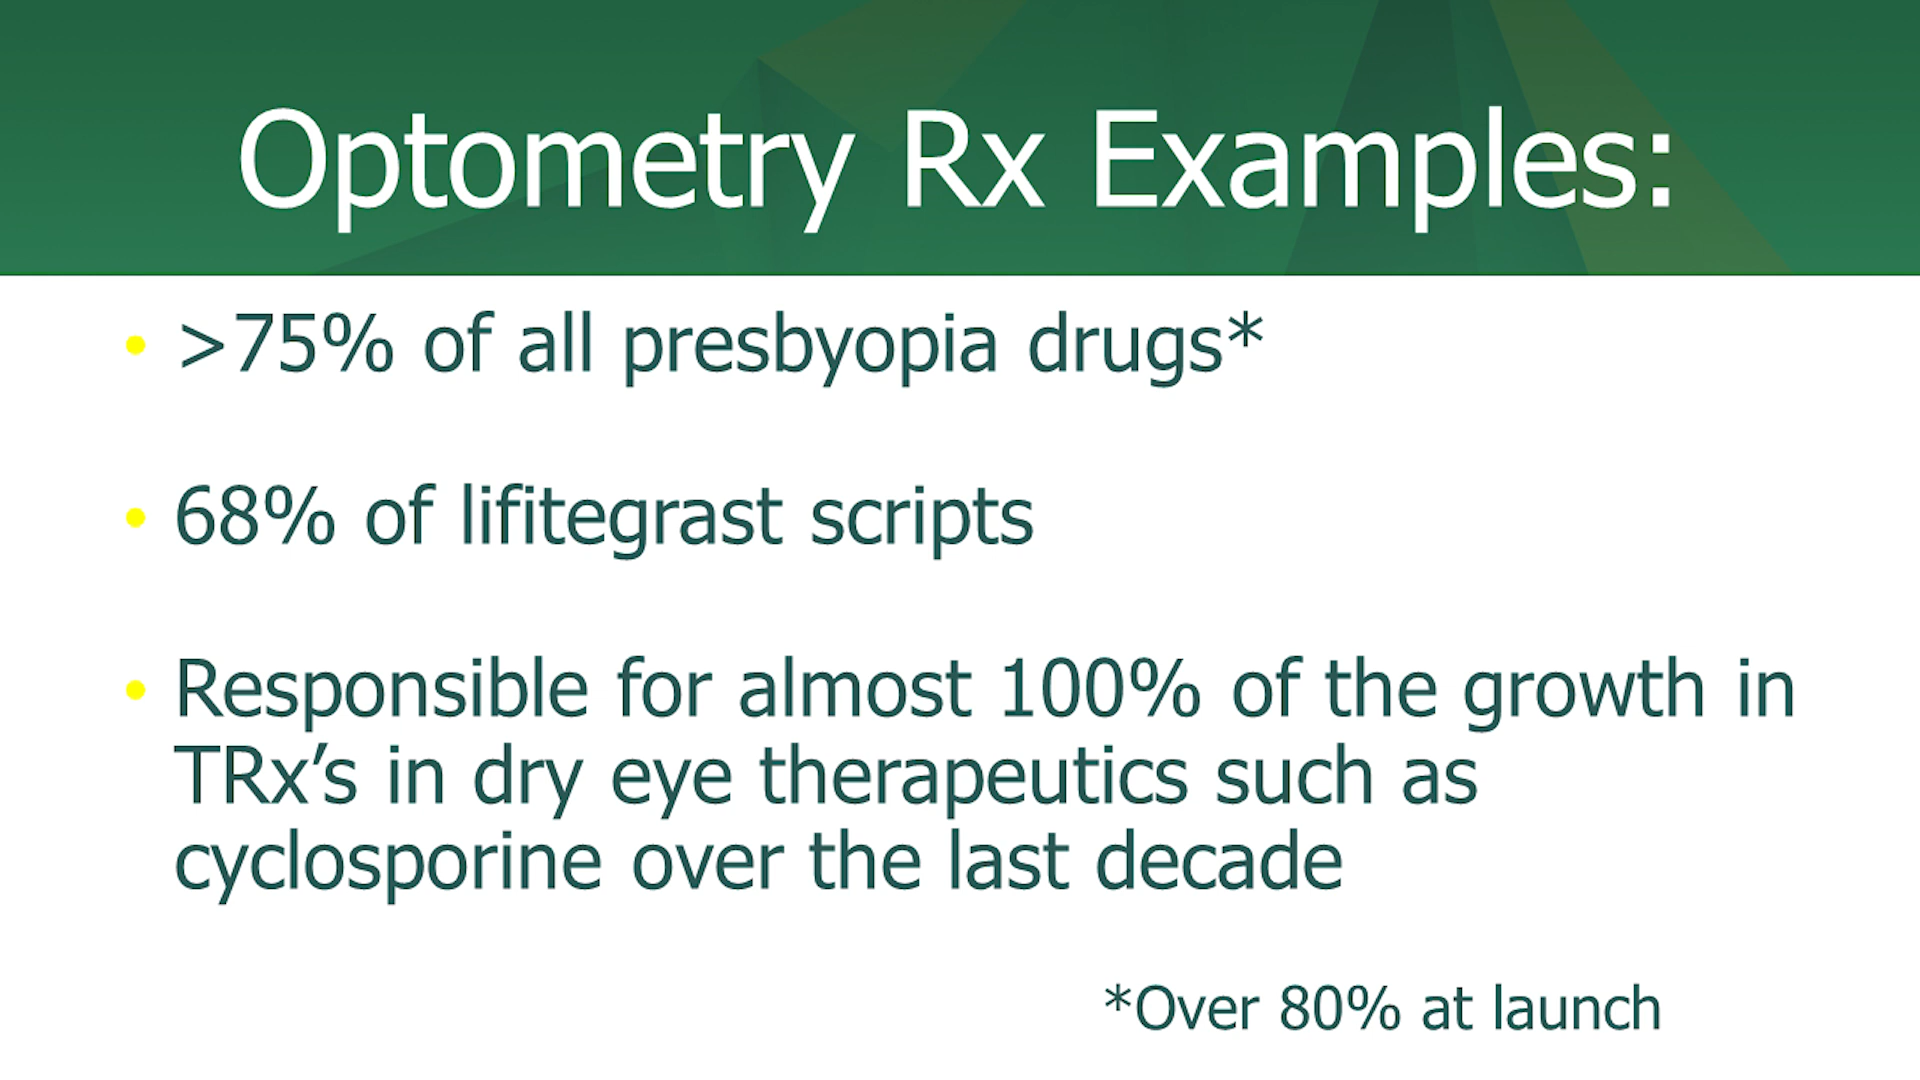 Optometry Rx Examples:
• >75% of all presbyopia drugs*
• 68% of lifitegrast scripts
• Responsible for almost 100% of the growth in
TRx’s in dry eye therapeutics such as
cyclosporine over the last decade
*Over 80% at launch